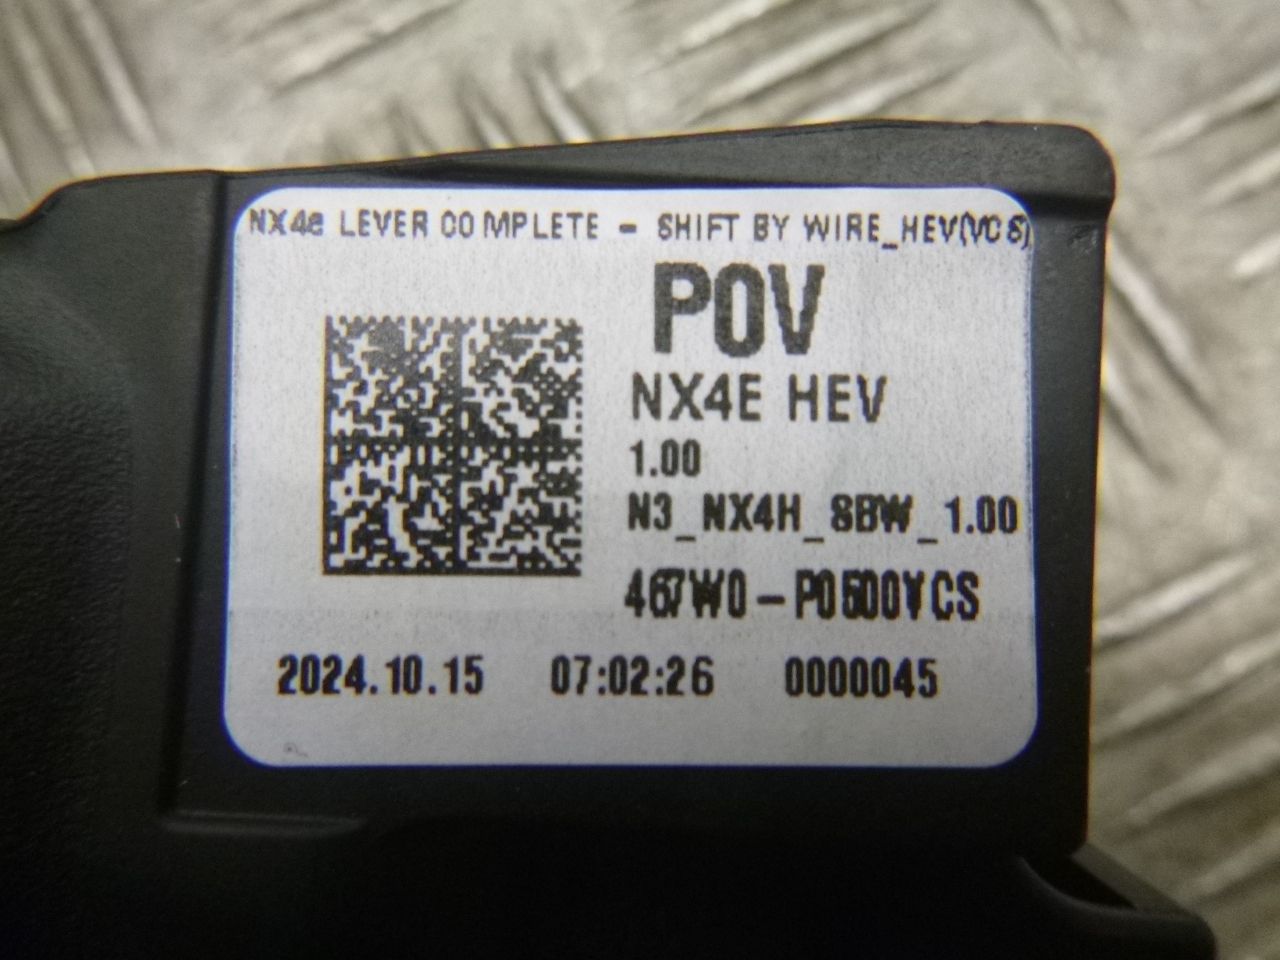 NX4e LEVER COMPLETE - SHIFT BY WIRE_HEV(VCS)
P0V
NX4E HEV
1.00
N3_NX4H_SBW_1.00
467W0-P0500VCS
2024.10.15 07:02:26 0000045